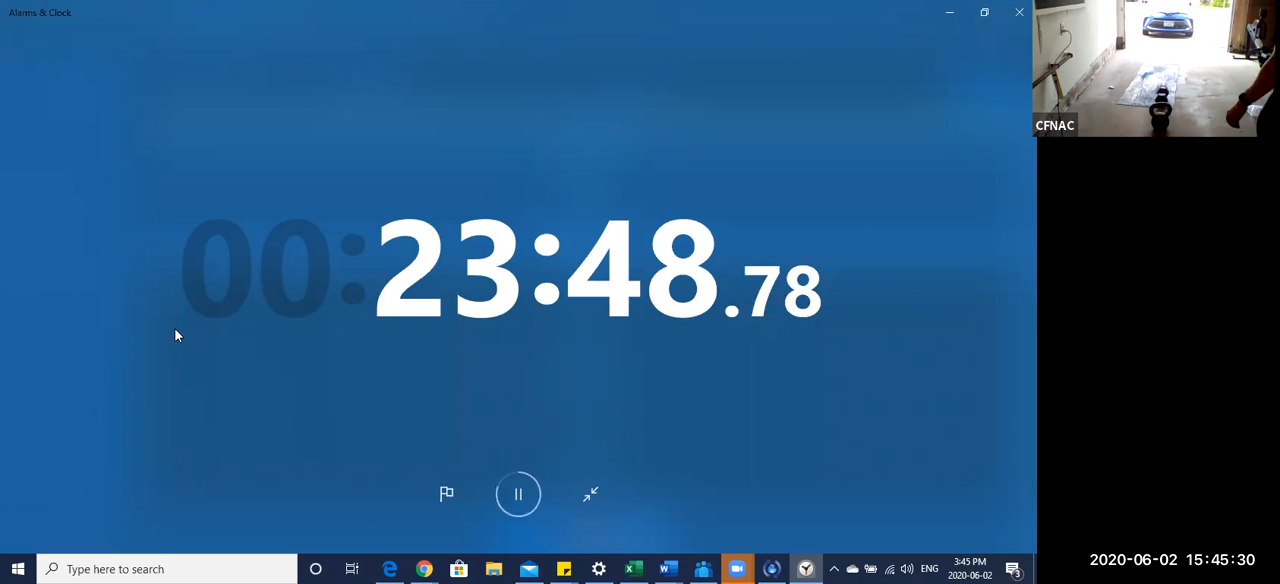 Alarms & Clock
CFNAC
00:23:48.78
Type here to search
ENG
3:45 PM
2020-06-02
3
2020-06-02 15:45:30